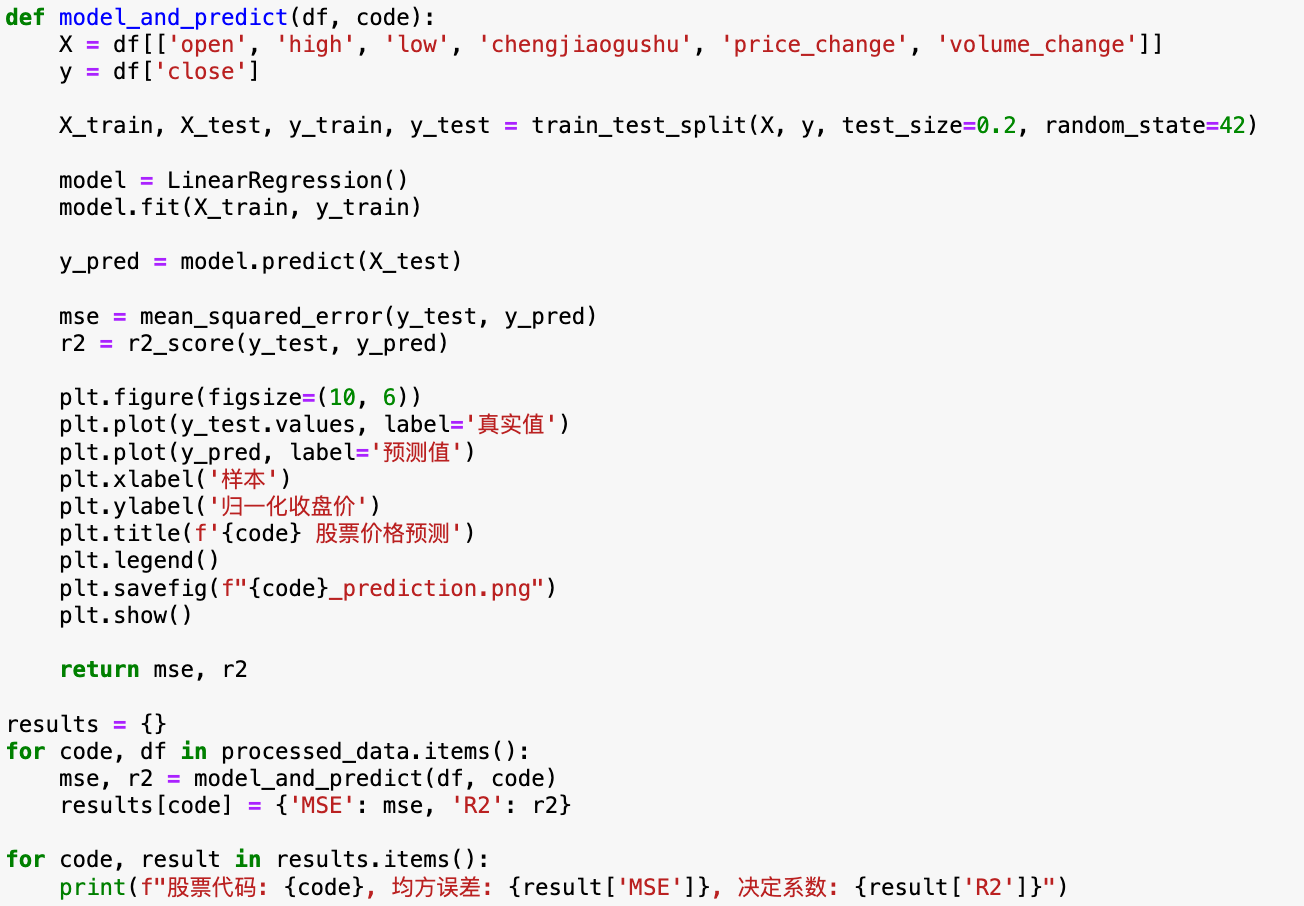 def model_and_predict(df, code):
    X = df[['open', 'high', 'low', 'chengjiaogushu', 'price_change', 'volume_change']]
    y = df['close']

    X_train, X_test, y_train, y_test = train_test_split(X, y, test_size=0.2, random_state=42)

    model = LinearRegression()
    model.fit(X_train, y_train)

    y_pred = model.predict(X_test)

    mse = mean_squared_error(y_test, y_pred)
    r2 = r2_score(y_test, y_pred)

    plt.figure(figsize=(10, 6))
    plt.plot(y_test.values, label='真实值')
    plt.plot(y_pred, label='预测值')
    plt.xlabel('样本')
    plt.ylabel('归一化收盘价')
    plt.title(f'{code} 股票价格预测')
    plt.legend()
    plt.savefig(f"{code}_prediction.png")
    plt.show()

    return mse, r2

results = {}
for code, df in processed_data.items():
    mse, r2 = model_and_predict(df, code)
    results[code] = {'MSE': mse, 'R2': r2}

for code, result in results.items():
    print(f"股票代码: {code}, 均方误差: {result['MSE']}, 决定系数: {result['R2']}")